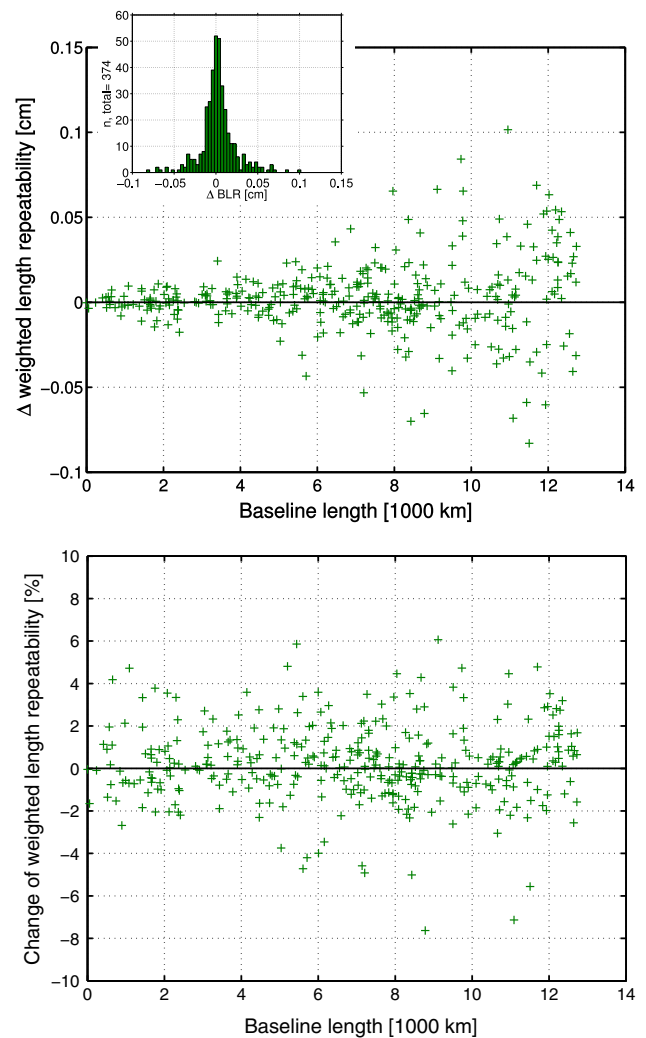 60
50
40
30
20
10
0
n, total= 374
−0.1 −0.05 0 0.05 0.1 0.15
Δ BLR [cm]
0.15
0.1
0.05
0
−0.05
−0.1
Δ weighted length repeatability [cm]
0 2 4 6 8 10 12 14
Baseline length [1000 km]
10
8
6
4
2
0
−2
−4
−6
−8
−10
Change of weighted length repeatability [%]
0 2 4 6 8 10 12 14
Baseline length [1000 km]